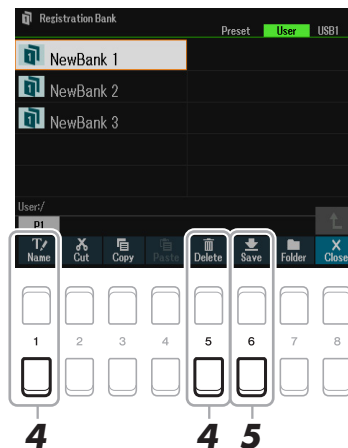 Registration Bank
Preset User USB1
NewBank 1
NewBank 2
NewBank 3
User:/
P1
Name Cut Copy Paste Delete Save Folder Close
1 2 3 4 5 6 7 8
4 4 5